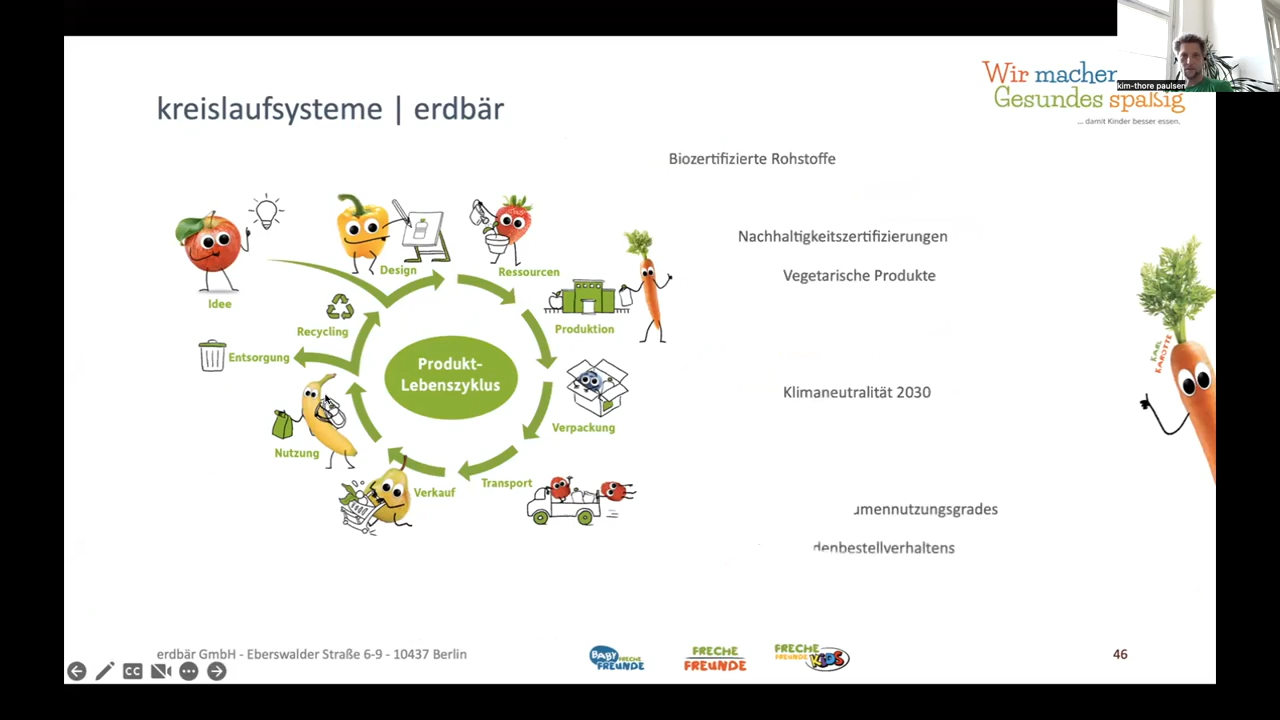 Wir machen
Gesundes spaßig
... damit Kinder besser essen.
kim-thore paulsen
kreislaufsysteme | erdbär
Biozertifizierte Rohstoffe
Nachhaltigkeitszertifizierungen
Vegetarische Produkte
Klimaneutralität 2030
umennutzungsgrades
denbestellverhaltens
Idee
Design
Ressourcen
Produktion
Verpackung
Transport
Verkauf
Nutzung
Entsorgung
Recycling
Produkt-
Lebenszyklus
KARL
KAROTTE
erdbär GmbH - Eberswalder Straße 6-9 - 10437 Berlin
BABY FRECHE
FREUNDE
FRECHE
FREUNDE
FRECHE
FREUNDE KIDS
46
CC